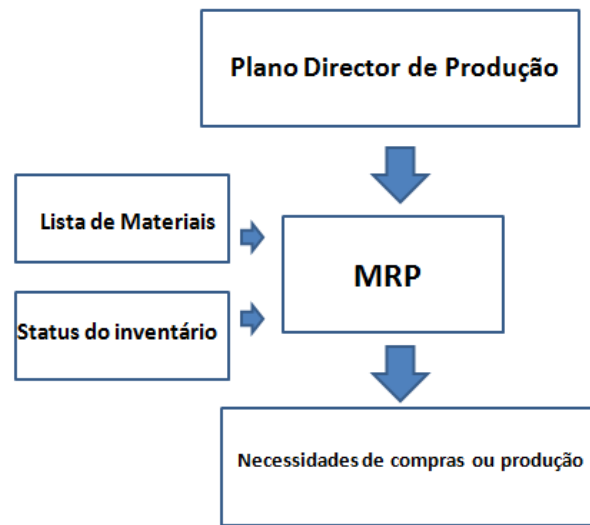 Plano Director de Produção
Lista de Materiais
MRP
Status do inventário
Necessidades de compras ou produção